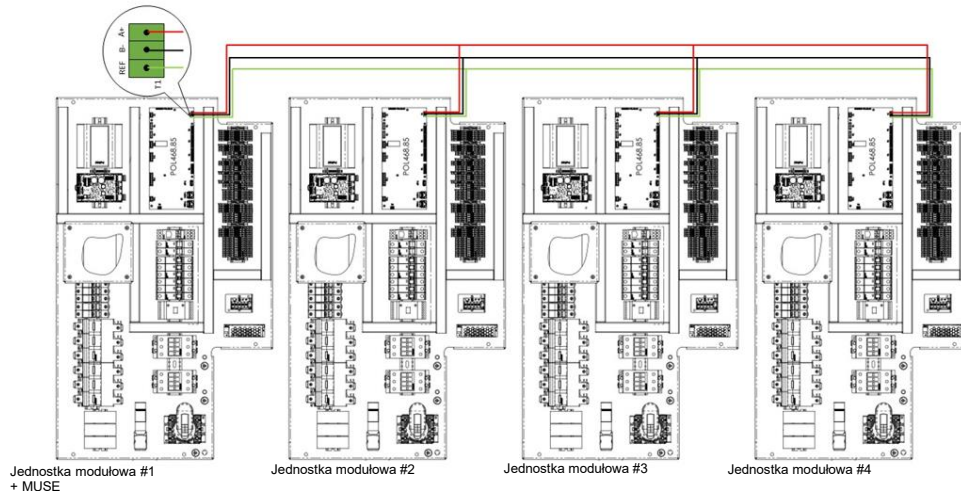 A+
B-
REF
T1
POL468.85
POL468.85
POL468.85
POL468.85
Jednostka modułowa #1
+ MUSE
Jednostka modułowa #2
Jednostka modułowa #3
Jednostka modułowa #4